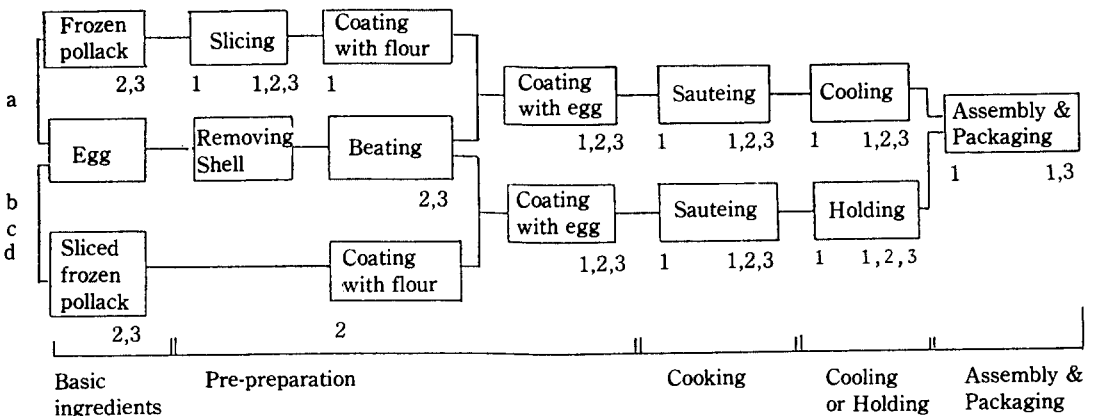 Frozen
pollack
Slicing
Coating
with flour
2,3
1
1,2,3
1
a
Coating
with egg
Sauteing
Cooling
Assembly &
Packaging
1,2,3
1
1,2,3
1
1,2,3
1
1,3
Egg
Removing
Shell
Beating
2,3
b
c
d
Coating
with egg
Sauteing
Holding
1,2,3
1
1,2,3
1
1,2,3
Sliced
frozen
pollack
Coating
with flour
2,3
2
Basic
ingredients
Pre-preparation
Cooking
Cooling
or Holding
Assembly &
Packaging